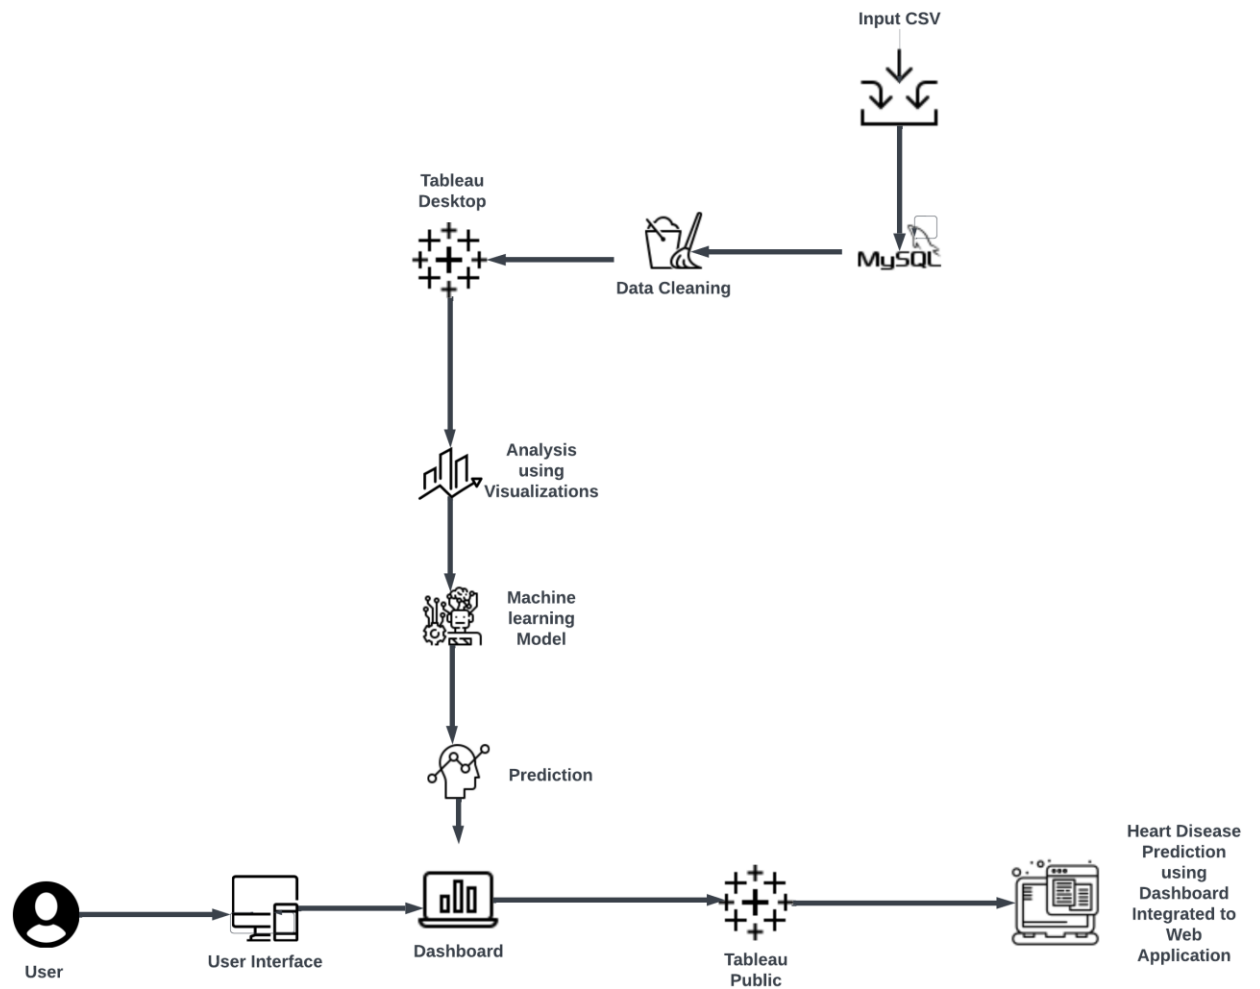 Input CSV
MySQL
Tableau
Desktop
Data Cleaning
Analysis
using
Visualizations
Machine
learning
Model
Prediction
User
User Interface
Dashboard
Tableau
Public
Heart Disease
Prediction
using
Dashboard
Integrated to
Web
Application